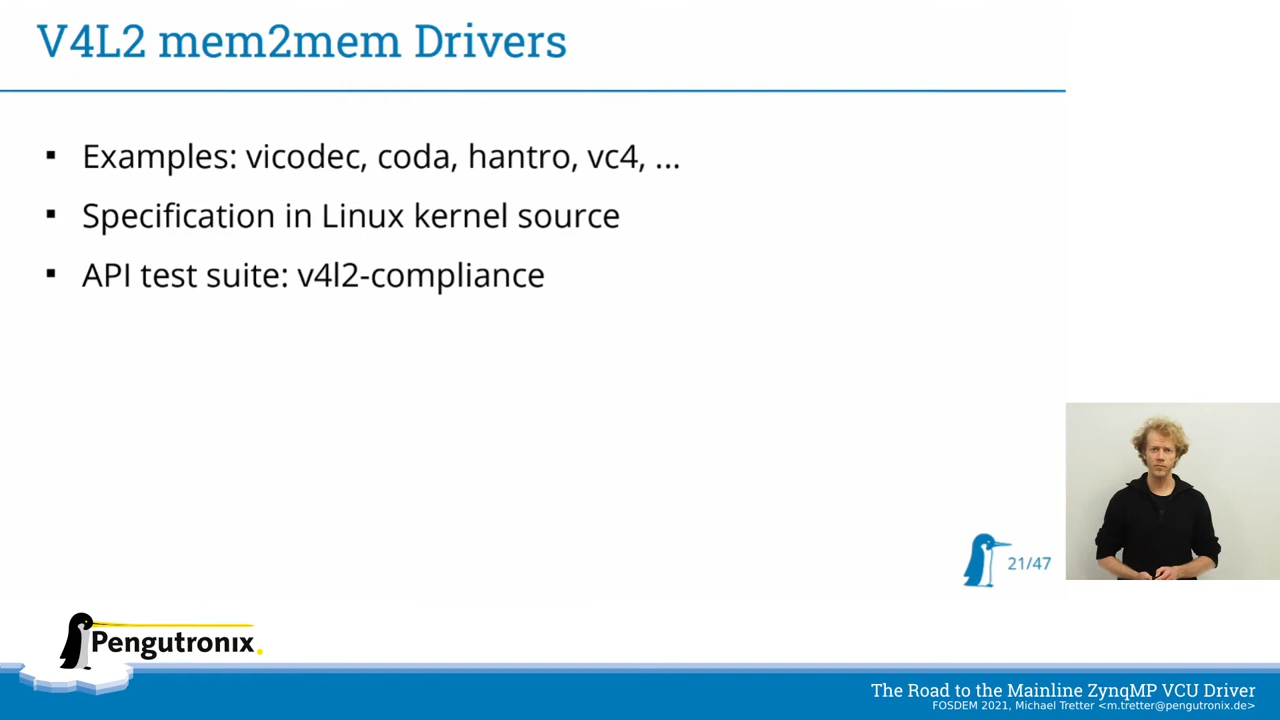 V4L2 mem2mem Drivers
▪ Examples: vicodec, coda, hantro, vc4, ...
▪ Specification in Linux kernel source
▪ API test suite: v4l2-compliance
21/47
Pengutronix.
The Road to the Mainline ZynqMP VCU Driver
FOSDEM 2021, Michael Tretter <m.tretter@pengutronix.de>